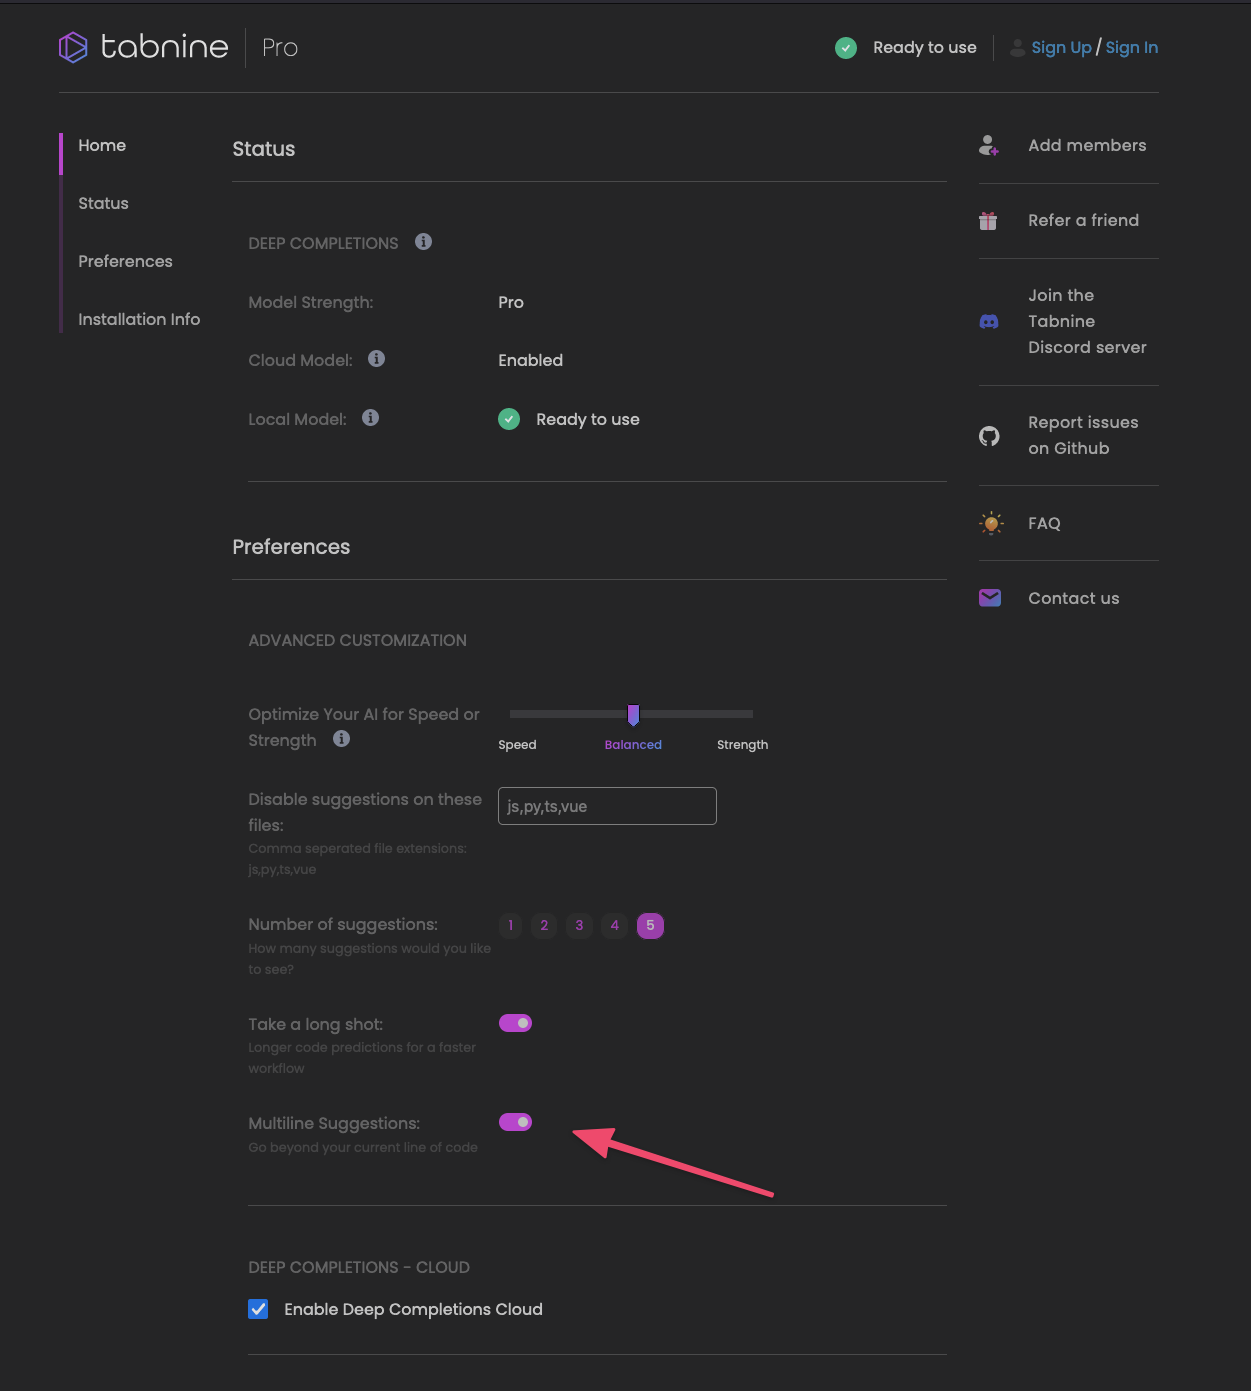 tabnine
Pro
Ready to use
Sign Up / Sign In
Home
Status
Preferences
Installation Info
Status
DEEP COMPLETIONS
Model Strength:
Pro
Cloud Model:
Enabled
Local Model:
Ready to use
Preferences
ADVANCED CUSTOMIZATION
Optimize Your AI for Speed or
Strength
Speed
Balanced
Strength
Disable suggestions on these
files:
Comma seperated file extensions:
js,py,ts,vue
js,py,ts,vue
Number of suggestions:
How many suggestions would you like
to see?
1
2
3
4
5
Take a long shot:
Longer code predictions for a faster
workflow
Multiline Suggestions:
Go beyond your current line of code
DEEP COMPLETIONS - CLOUD
Enable Deep Completions Cloud
Add members
Refer a friend
Join the
Tabnine
Discord server
Report issues
on Github
FAQ
Contact us